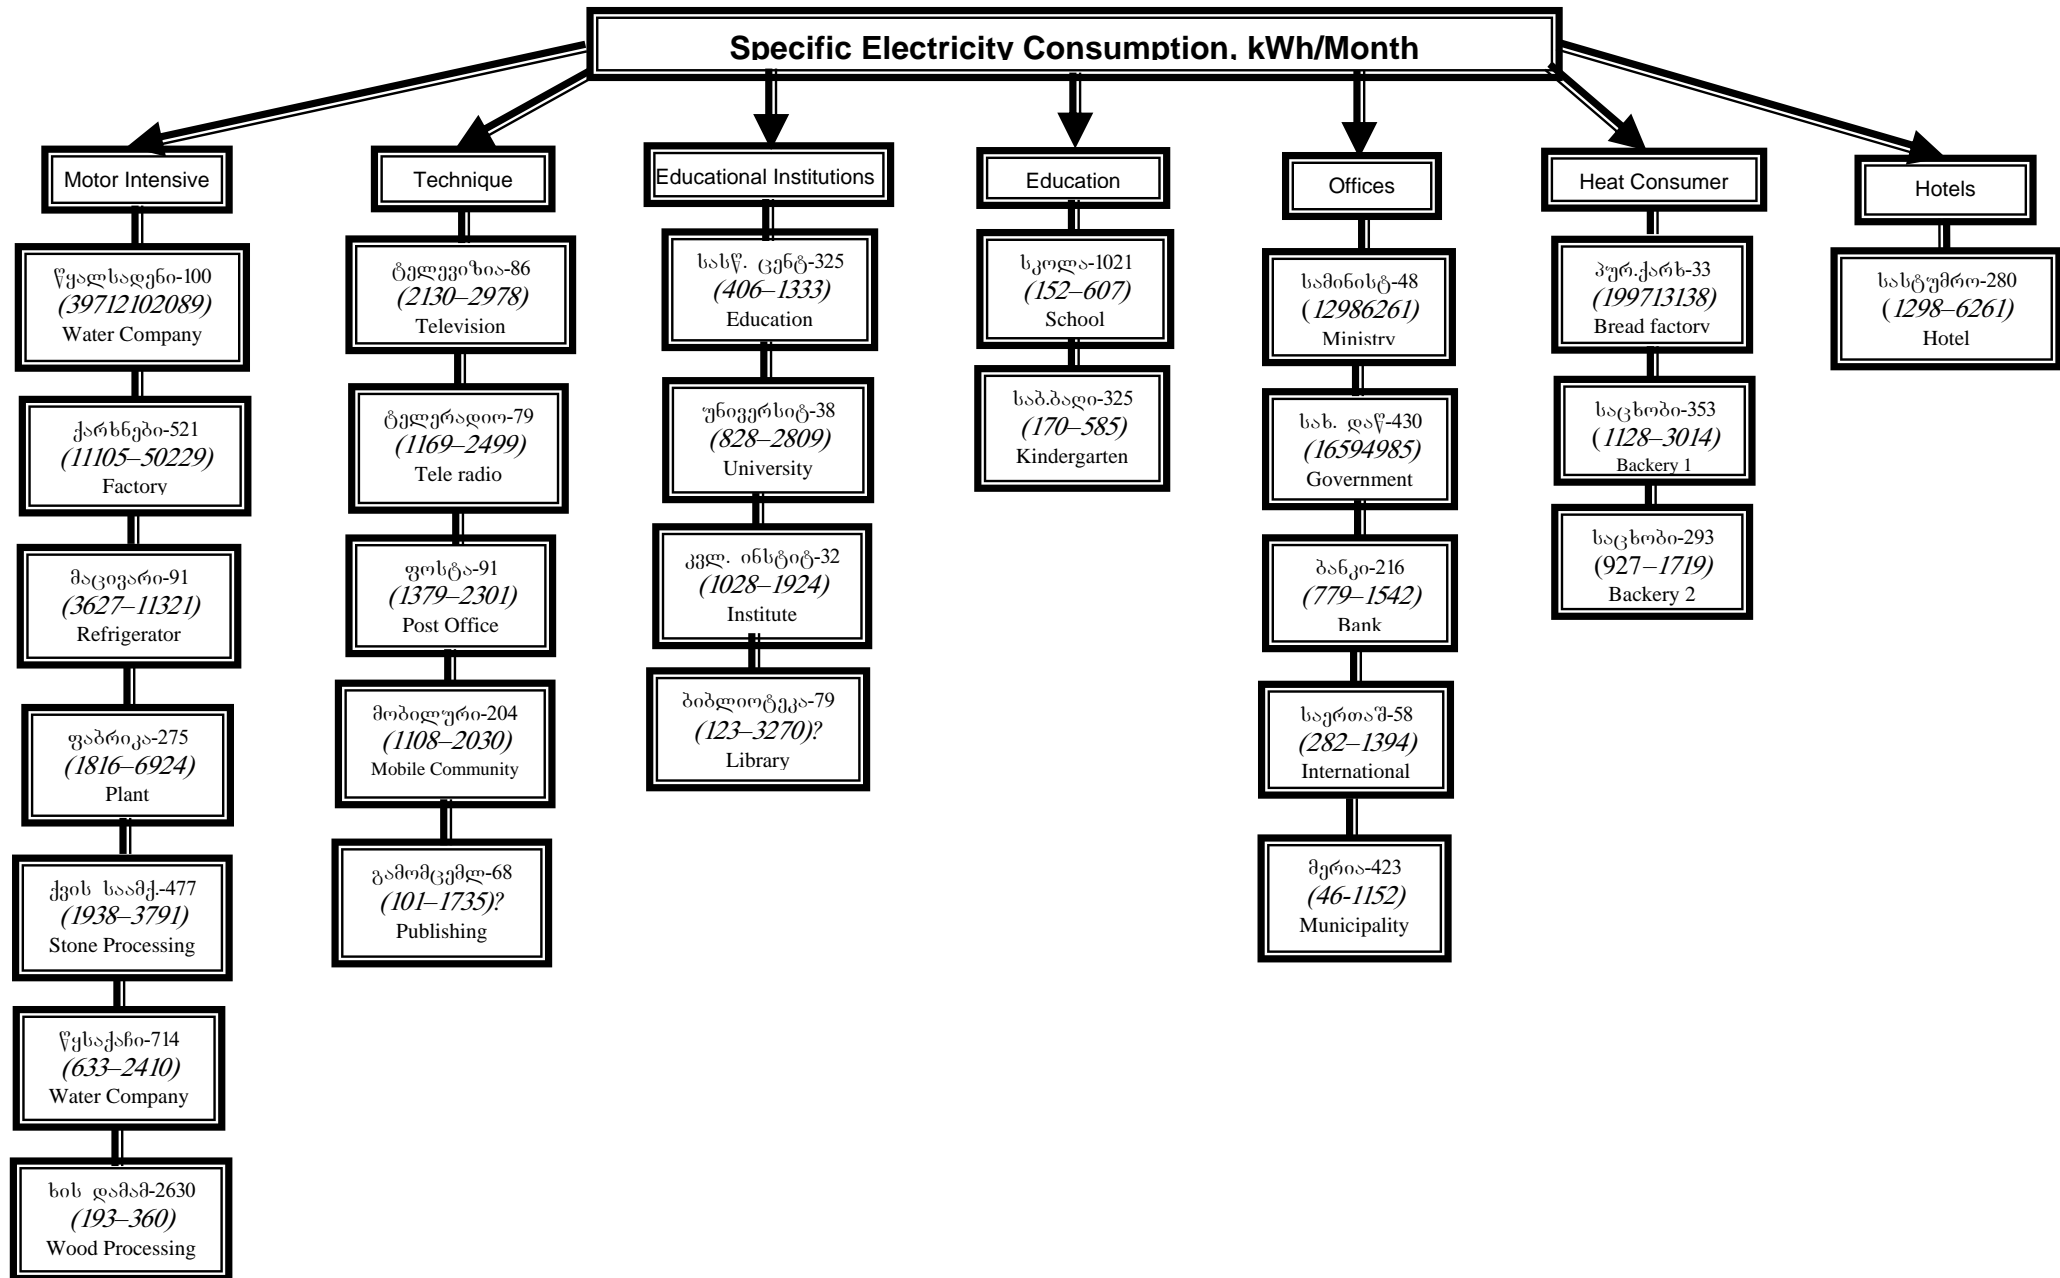 Specific Electricity Consumption, kWh/Month
Motor Intensive
წყალსადენი-100
(39712102089)
Water Company
ქარხნები-521
(11105–50229)
Factory
მაცივარი-91
(3627–11321)
Refrigerator
ფაბრიკა-275
(1816–6924)
Plant
ქვის საამქ.-477
(1938–3791)
Stone Processing
წყსაქაჩი-714
(633–2410)
Water Company
ხის დამამ-2630
(193–360)
Wood Processing
Technique
ტელევიზია-86
(2130–2978)
Television
ტელერადიო-79
(1169–2499)
Tele radio
ფოსტა-91
(1379–2301)
Post Office
მობილური-204
(1108–2030)
Mobile Community
გამომცემლ-68
(101–1735)?
Publishing
Educational Institutions
სასწ. ცენტ-325
(406–1333)
Education
უნივერსიტ-38
(828–2809)
University
კვლ. ინსტიტ-32
(1028–1924)
Institute
ბიბლიოტეკა-79
(123–3270)?
Library
Education
სკოლა-1021
(152–607)
School
საბ.ბაღი-325
(170–585)
Kindergarten
Offices
სამინისტ-48
(12986261)
Ministry
სახ. დაწ-430
(16594985)
Government
ბანკი-216
(779–1542)
Bank
საერთაშ-58
(282–1394)
International
მერია-423
(46-1152)
Municipality
Heat Consumer
პურ.ქარხ-33
(199713138)
Bread factory
საცხობი-353
(1128–3014)
Backery 1
საცხობი-293
(927–1719)
Backery 2
Hotels
სასტუმრო-280
(1298–6261)
Hotel